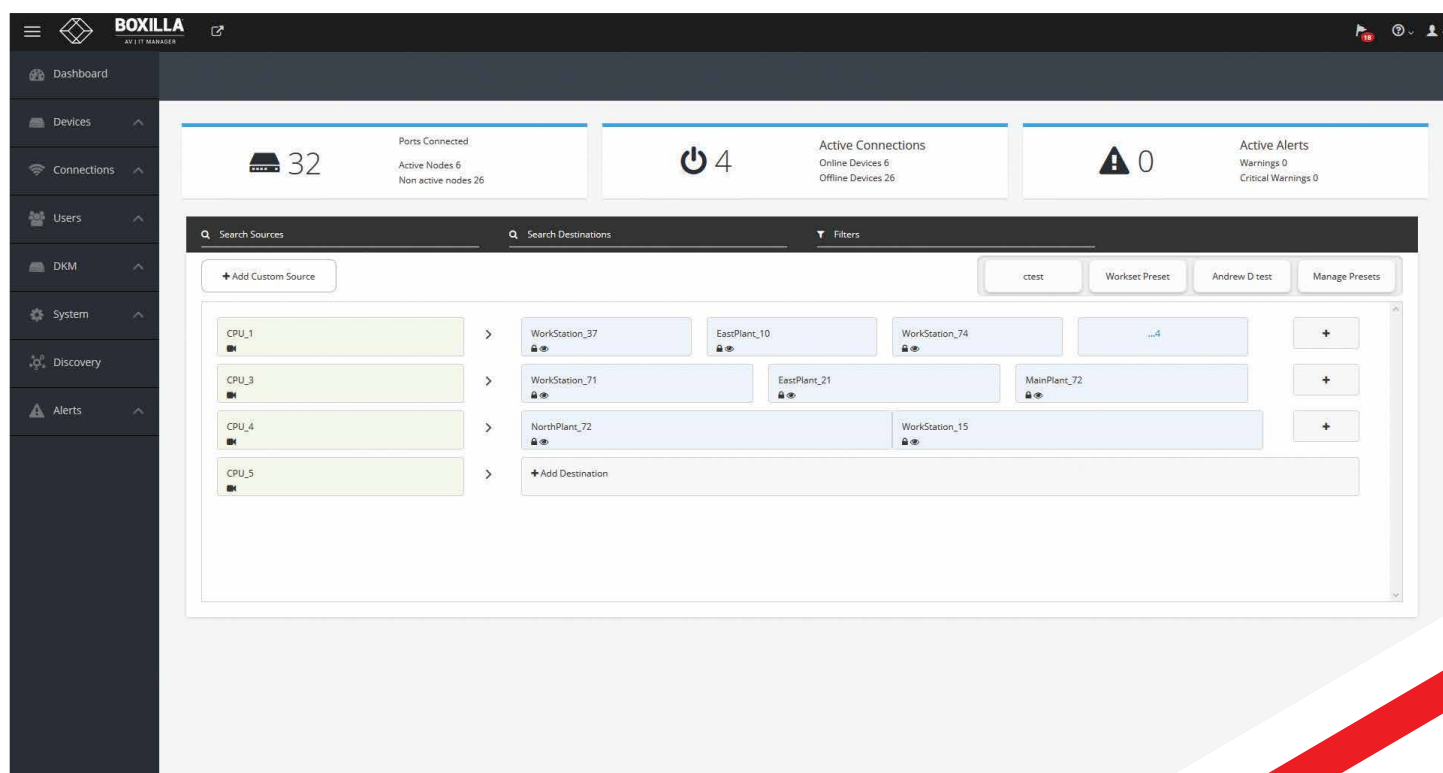 BOXILLA
AV | IT MANAGER
18
Dashboard
Devices
Connections
Users
DKM
System
Discovery
Alerts
32
Ports Connected
Active Nodes 6
Non active nodes 26
4
Active Connections
Online Devices 6
Offline Devices 26
0
Active Alerts
Warnings 0
Critical Warnings 0
Search Sources
Search Destinations
Filters
+ Add Custom Source
ctest
Workset Preset
Andrew D test
Manage Presets
CPU_1
>
WorkStation_37
EastPlant_10
WorkStation_74
...4
+
CPU_3
>
WorkStation_71
EastPlant_21
MainPlant_72
+
CPU_4
>
NorthPlant_72
WorkStation_15
+
CPU_5
>
+ Add Destination